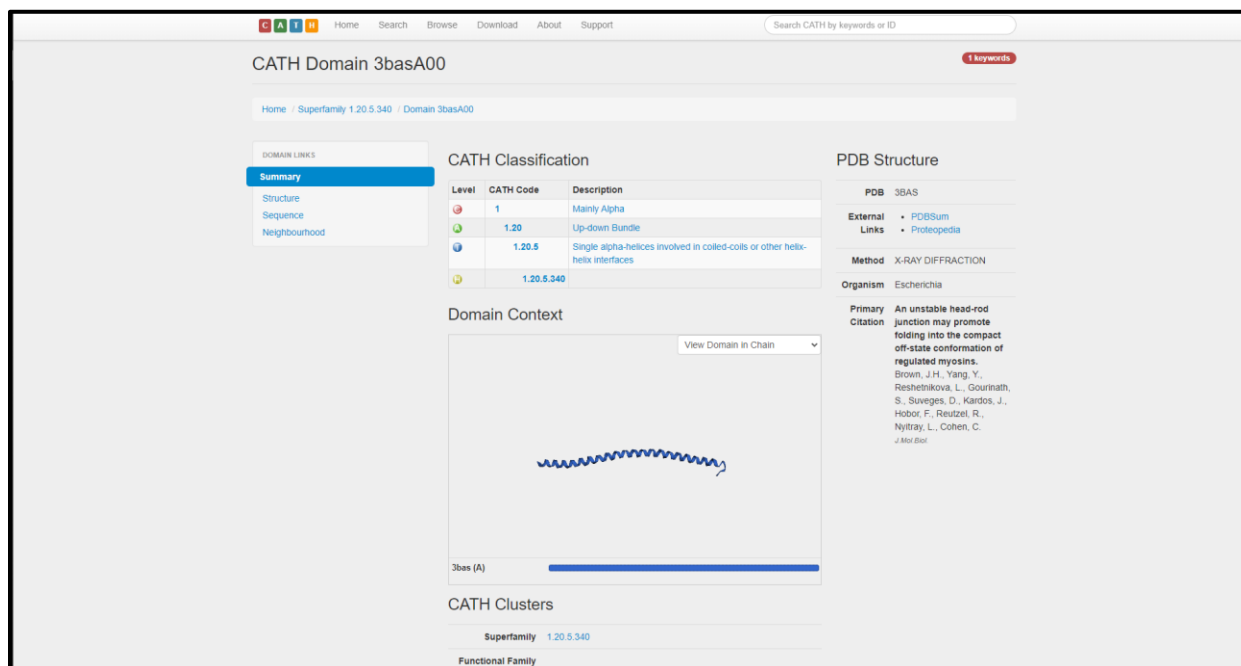 C A T H Home Search Browse Download About Support Search CATH by keywords or ID
CATH Domain 3basA00
1 keywords
Home / Superfamily 1.20.5.340 / Domain 3basA00
DOMAIN LINKS
Summary
Structure
Sequence
Neighbourhood
CATH Classification
Level CATH Code Description
C 1 Mainly Alpha
A 1.20 Up-down Bundle
T 1.20.5 Single alpha-helices involved in coiled-coils or other helix-
helix interfaces
H 1.20.5.340
Domain Context
View Domain in Chain
3bas (A)
CATH Clusters
Superfamily 1.20.5.340
Functional Family
PDB Structure
PDB 3BAS
External
Links
• PDBSum
• Proteopedia
Method X-RAY DIFFRACTION
Organism Escherichia
Primary
Citation
An unstable head-rod
junction may promote
folding into the compact
off-state conformation of
regulated myosins.
Brown, J.H., Yang, Y.,
Reshetnikova, L., Gourinath,
S., Suveges, D., Kardos, J.,
Hobor, F., Reutzel, R.,
Nyitray, L., Cohen, C.
J.Mol.Biol.